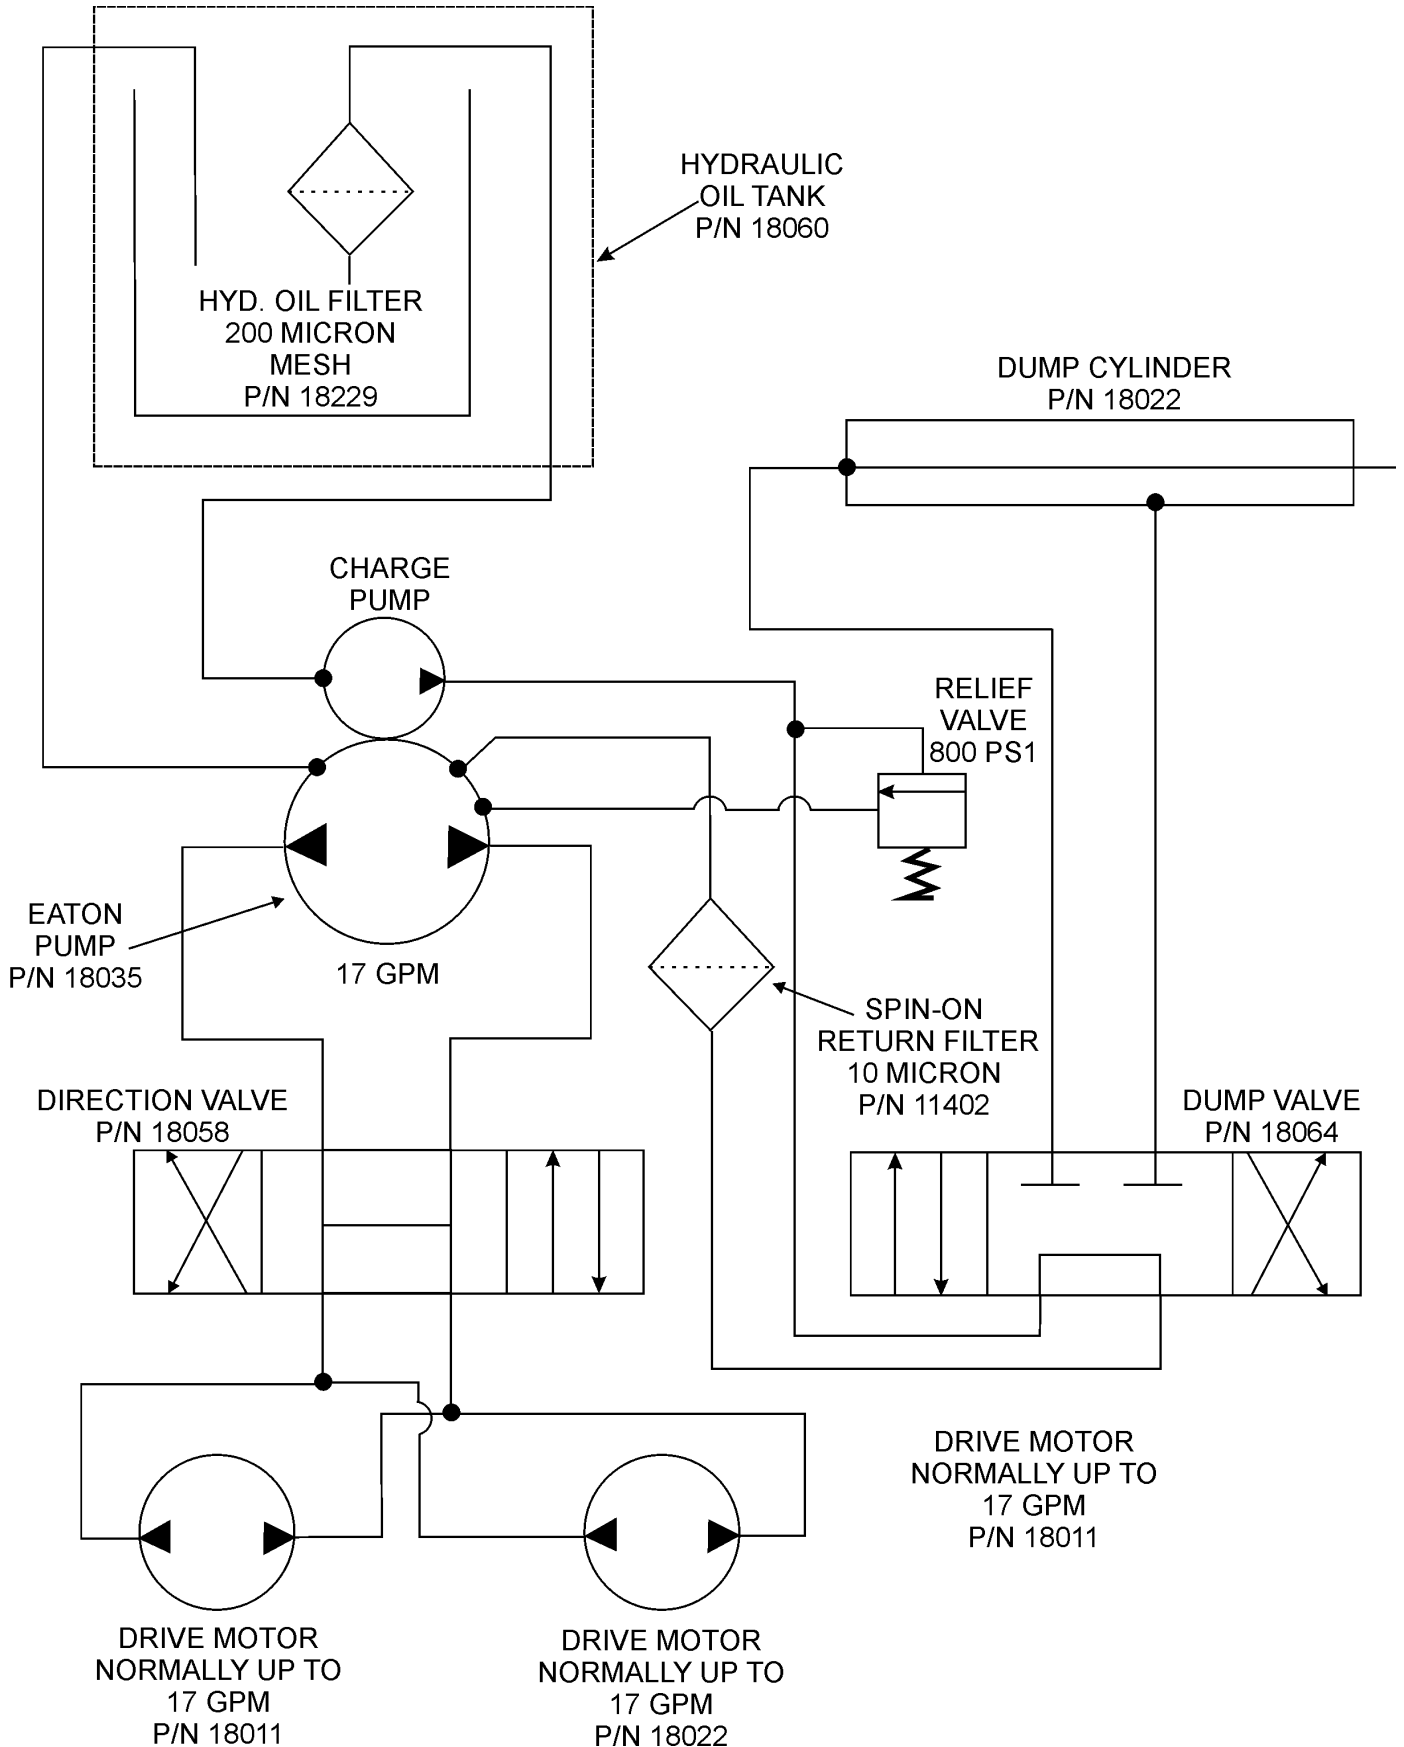 HYDRAULIC
OIL TANK
P/N 18060
HYD. OIL FILTER
200 MICRON
MESH
P/N 18229
DUMP CYLINDER
P/N 18022
CHARGE
PUMP
RELIEF
VALVE
800 PS1
EATON
PUMP
P/N 18035
17 GPM
SPIN-ON
RETURN FILTER
10 MICRON
P/N 11402
DIRECTION VALVE
P/N 18058
DUMP VALVE
P/N 18064
DRIVE MOTOR
NORMALLY UP TO
17 GPM
P/N 18011
DRIVE MOTOR
NORMALLY UP TO
17 GPM
P/N 18011
DRIVE MOTOR
NORMALLY UP TO
17 GPM
P/N 18022